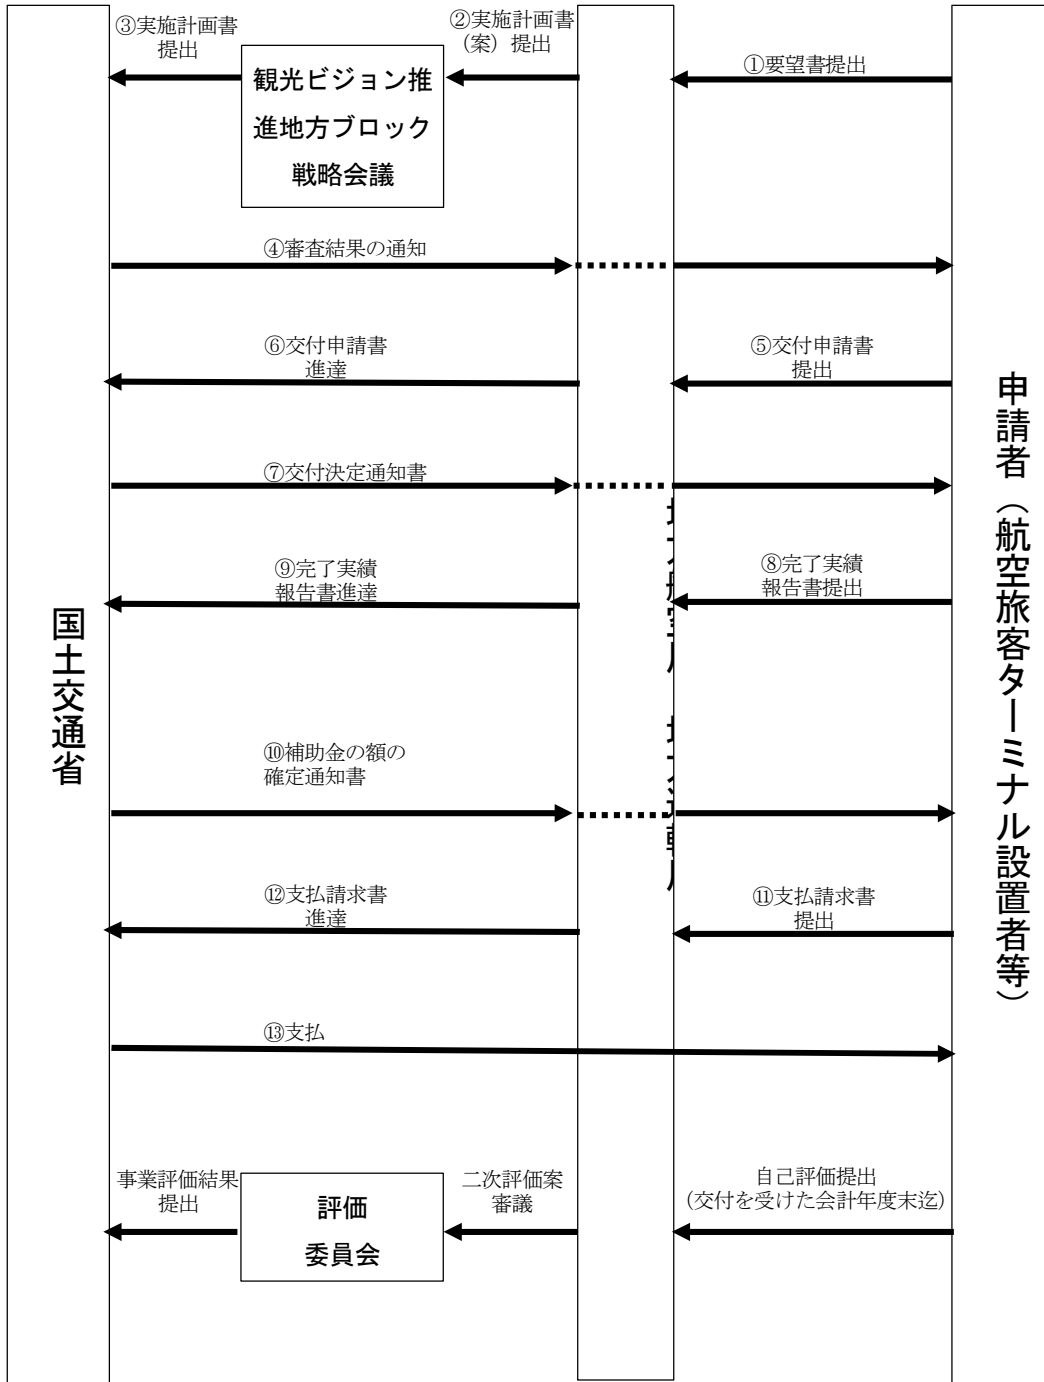 ③実施計画書
提出
②実施計画書
(案)提出
①要望書提出
観光ビジョン推
進地方ブロック
戦略会議
④審査結果の通知
⑥交付申請書
進達
⑤交付申請書
提出
⑦交付決定通知書
⑨完了実績
報告書進達
⑧完了実績
報告書提出
国土交通省
申請者(航空旅客ターミナル設置者等)
⑩補助金の額の
確定通知書
⑫支払請求書
進達
⑪支払請求書
提出
⑬支払
事業評価結果
提出
評価
委員会
二次評価案
審議
自己評価提出
(交付を受けた会計年度末迄)